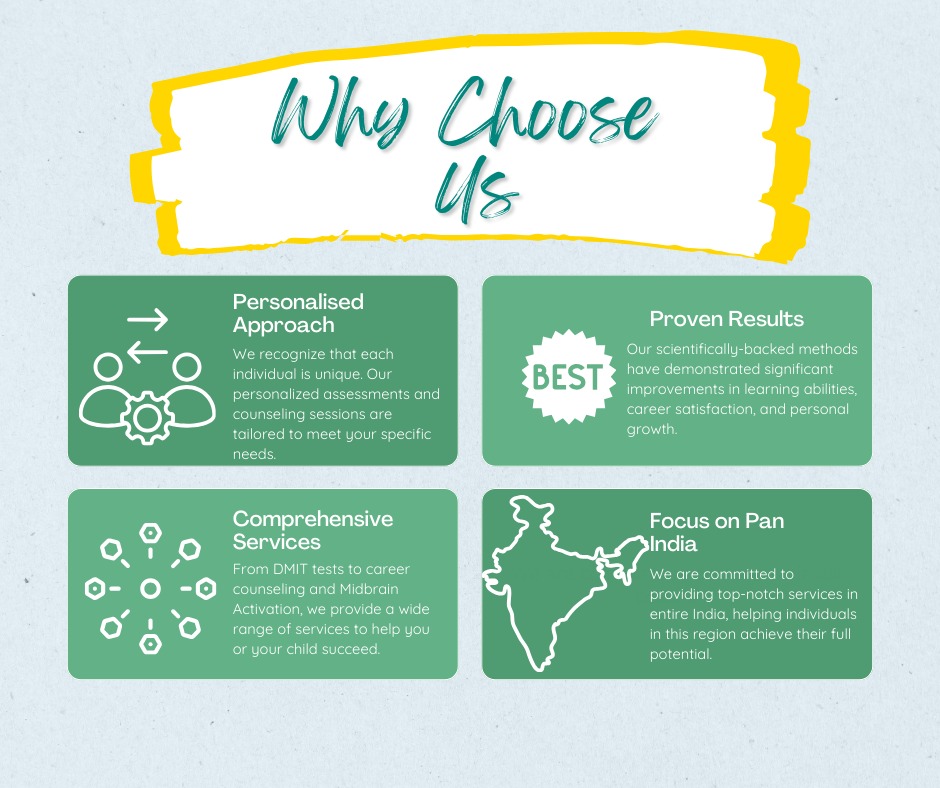 Why Choose
Us
Personalised
Approach
We recognize that each
individual is unique. Our
personalized assessments and
counseling sessions are
tailored to meet your specific
needs.
BEST
Proven Results
Our scientifically-backed methods
have demonstrated significant
improvements in learning abilities,
career satisfaction, and personal
growth.
Comprehensive
Services
From DMIT tests to career
counseling and Midbrain
Activation, we provide a wide
range of services to help you
or your child succeed.
Focus on Pan
India
We are committed to
providing top-notch services in
entire India, helping individuals
in this region achieve their full
potential.